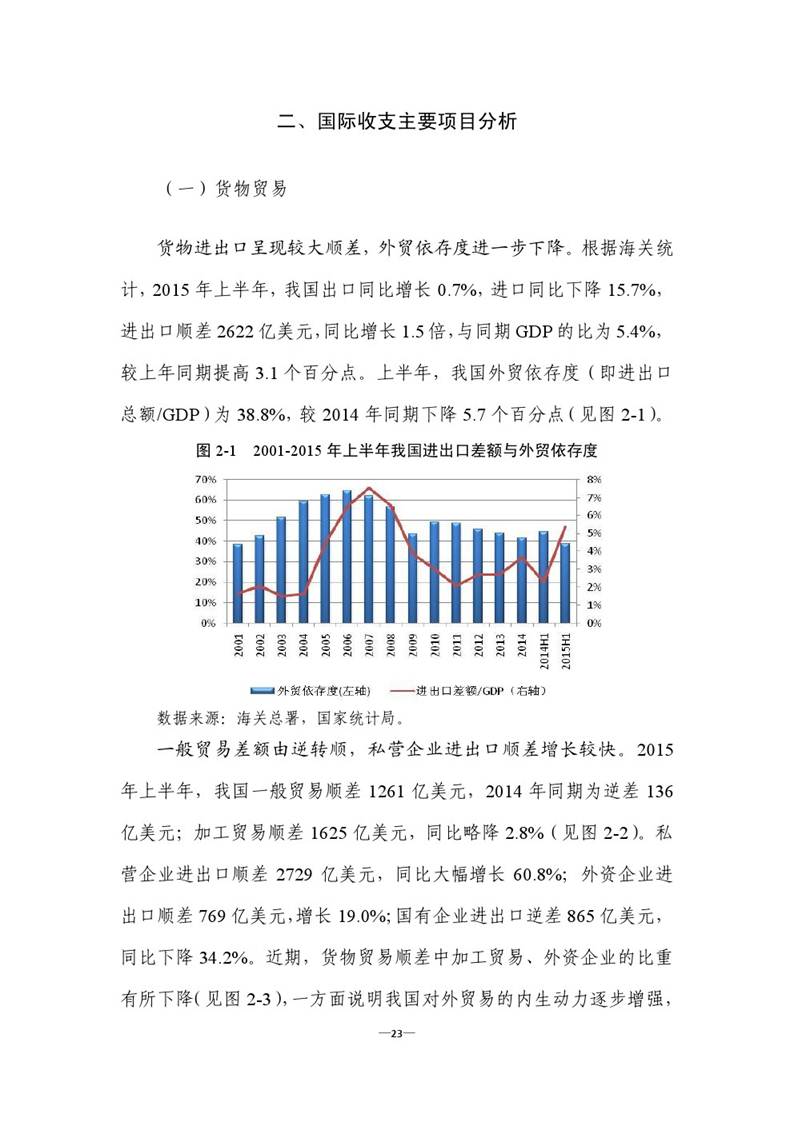 二、国际收支主要项目分析
（一）货物贸易
货物进出口呈现较大顺差，外贸依存度进一步下降。根据海关统
计，2015 年上半年，我国出口同比增长 0.7%，进口同比下降 15.7%，
进出口顺差 2622 亿美元，同比增长 1.5 倍，与同期 GDP 的比为 5.4%，
较上年同期提高 3.1 个百分点。上半年，我国外贸依存度（即进出口
总额/GDP）为 38.8%，较 2014 年同期下降 5.7 个百分点（见图 2-1）。
图 2-1 2001-2015 年上半年我国进出口差额与外贸依存度
70%
60%
50%
40%
30%
20%
10%
0%
8%
7%
6%
5%
4%
3%
2%
1%
0%
2001
2002
2003
2004
2005
2006
2007
2008
2009
2010
2011
2012
2013
2014
2014H1
2015H1
外贸依存度(左轴) 进出口差额/GDP（右轴）
数据来源：海关总署，国家统计局。
一般贸易差额由逆转顺，私营企业进出口顺差增长较快。2015
年上半年，我国一般贸易顺差 1261 亿美元，2014 年同期为逆差 136
亿美元；加工贸易顺差 1625 亿美元，同比略降 2.8%（见图 2-2）。私
营企业进出口顺差 2729 亿美元，同比大幅增长 60.8%；外资企业进
出口顺差 769 亿美元，增长 19.0%；国有企业进出口逆差 865 亿美元，
同比下降 34.2%。近期，货物贸易顺差中加工贸易、外资企业的比重
有所下降（见图 2-3），一方面说明我国对外贸易的内生动力逐步增强，
—23—